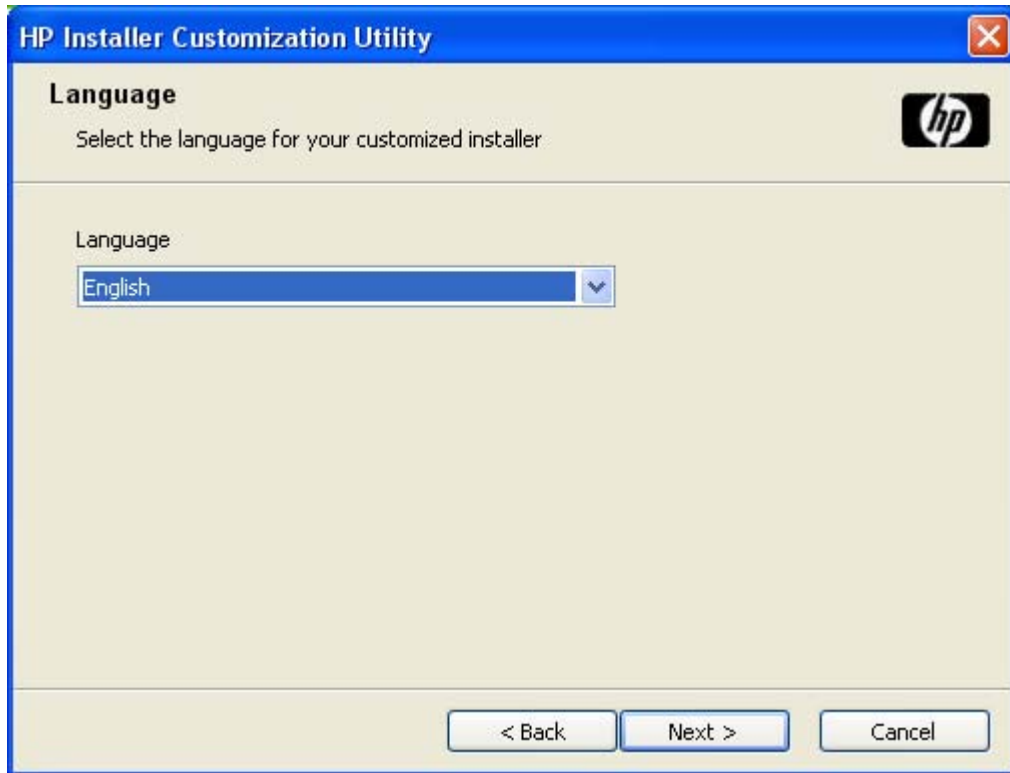 HP Installer Customization Utility
Language
Select the language for your customized installer
hp
Language
English
< Back
Next >
Cancel